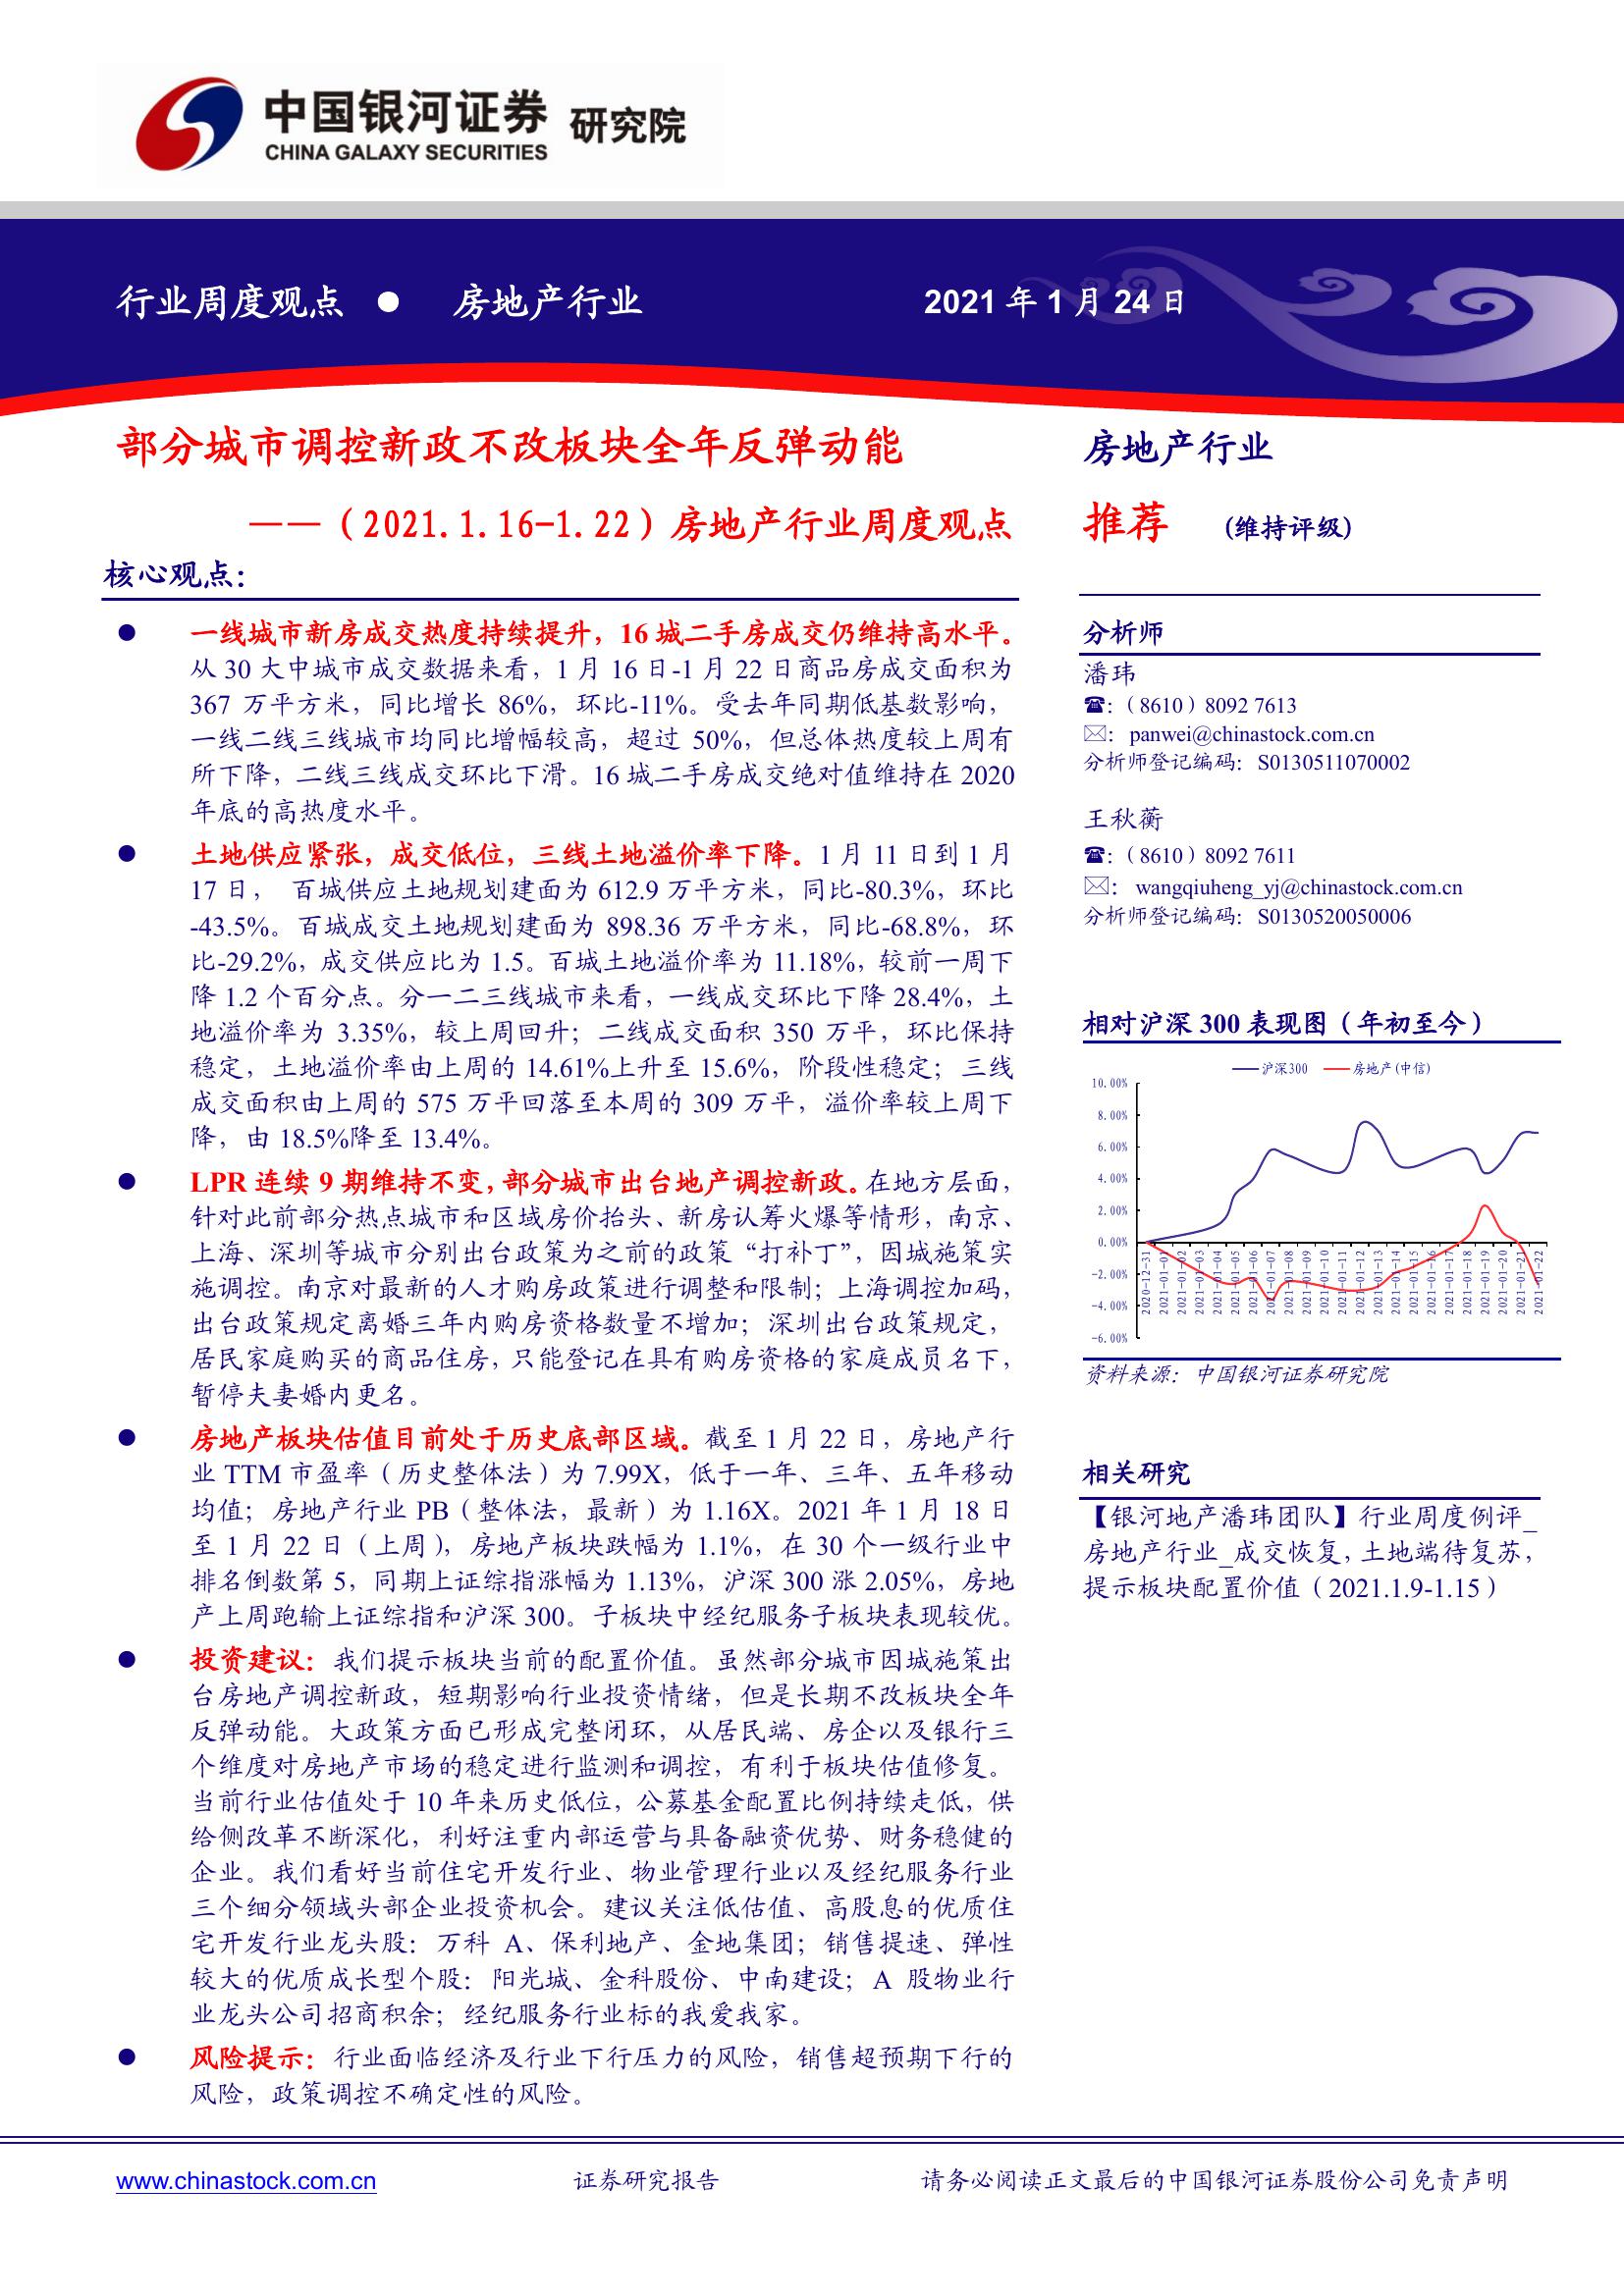 中国银河证券 研究院
CHINA GALAXY SECURITIES
行业周度观点 ● 房地产行业 2021 年 1 月 24 日
部分城市调控新政不改板块全年反弹动能
——（2021.1.16-1.22）房地产行业周度观点
核心观点：
● 一线城市新房成交热度持续提升，16 城二手房成交仍维持高水平。
从 30 大中城市成交数据来看，1 月 16 日-1 月 22 日商品房成交面积为
367 万平方米，同比增长 86%，环比-11%。受去年同期低基数影响，
一线二线三线城市均同比增幅较高，超过 50%，但总体热度较上周有
所下降，二线三线成交环比下滑。16 城二手房成交绝对值维持在 2020
年底的高热度水平。
● 土地供应紧张，成交低位，三线土地溢价率下降。1 月 11 日到 1 月
17 日， 百城供应土地规划建面为 612.9 万平方米，同比-80.3%，环比
-43.5%。百城成交土地规划建面为 898.36 万平方米，同比-68.8%，环
比-29.2%，成交供应比为 1.5。百城土地溢价率为 11.18%，较前一周下
降 1.2 个百分点。分一二三线城市来看，一线成交环比下降 28.4%，土
地溢价率为 3.35%，较上周回升；二线成交面积 350 万平，环比保持
稳定，土地溢价率由上周的 14.61%上升至 15.6%，阶段性稳定；三线
成交面积由上周的 575 万平回落至本周的 309 万平，溢价率较上周下
降，由 18.5%降至 13.4%。
● LPR 连续 9 期维持不变，部分城市出台地产调控新政。在地方层面，
针对此前部分热点城市和区域房价抬头、新房认筹火爆等情形，南京、
上海、深圳等城市分别出台政策为之前的政策“打补丁”，因城施策实
施调控。南京对最新的人才购房政策进行调整和限制；上海调控加码，
出台政策规定离婚三年内购房资格数量不增加；深圳出台政策规定，
居民家庭购买的商品住房，只能登记在具有购房资格的家庭成员名下，
暂停夫妻婚内更名。
● 房地产板块估值目前处于历史底部区域。截至 1 月 22 日，房地产行
业 TTM 市盈率（历史整体法）为 7.99X，低于一年、三年、五年移动
均值；房地产行业 PB（整体法，最新）为 1.16X。2021 年 1 月 18 日
至 1 月 22 日（上周），房地产板块跌幅为 1.1%，在 30 个一级行业中
排名倒数第 5，同期上证综指涨幅为 1.13%，沪深 300 涨 2.05%，房地
产上周跑输上证综指和沪深 300。子板块中经纪服务子板块表现较优。
● 投资建议：我们提示板块当前的配置价值。虽然部分城市因城施策出
台房地产调控新政，短期影响行业投资情绪，但是长期不改板块全年
反弹动能。大政策方面已形成完整闭环，从居民端、房企以及银行三
个维度对房地产市场的稳定进行监测和调控，有利于板块估值修复。
当前行业估值处于 10 年来历史低位，公募基金配置比例持续走低，供
给侧改革不断深化，利好注重内部运营与具备融资优势、财务稳健的
企业。我们看好当前住宅开发行业、物业管理行业以及经纪服务行业
三个细分领域头部企业投资机会。建议关注低估值、高股息的优质住
宅开发行业龙头股：万科 A、保利地产、金地集团；销售提速、弹性
较大的优质成长型个股：阳光城、金科股份、中南建设；A 股物业行
业龙头公司招商积余；经纪服务行业标的我爱我家。
● 风险提示：行业面临经济及行业下行压力的风险，销售超预期下行的
风险，政策调控不确定性的风险。
房地产行业
推荐 (维持评级)
分析师
潘玮
☎:（8610）8092 7613
✉: panwei@chinastock.com.cn
分析师登记编码：S0130511070002
王秋蘅
☎:（8610）8092 7611
✉: wangqiuheng_yj@chinastock.com.cn
分析师登记编码：S0130520050006
相对沪深 300 表现图（年初至今）
沪深300 房地产(中信)
10.00%
8.00%
6.00%
4.00%
2.00%
0.00%
-2.00%
-4.00%
-6.00%
2020-12-31
2021-01-01
2021-01-02
2021-01-03
2021-01-04
2021-01-05
2021-01-06
2021-01-07
2021-01-08
2021-01-09
2021-01-10
2021-01-11
2021-01-12
2021-01-13
2021-01-14
2021-01-15
2021-01-16
2021-01-17
2021-01-18
2021-01-19
2021-01-20
2021-01-21
2021-01-22
资料来源：中国银河证券研究院
相关研究
【银河地产潘玮团队】行业周度例评_
房地产行业_成交恢复，土地端待复苏，
提示板块配置价值（2021.1.9-1.15）
www.chinastock.com.cn 证券研究报告 请务必阅读正文最后的中国银河证券股份公司免责声明